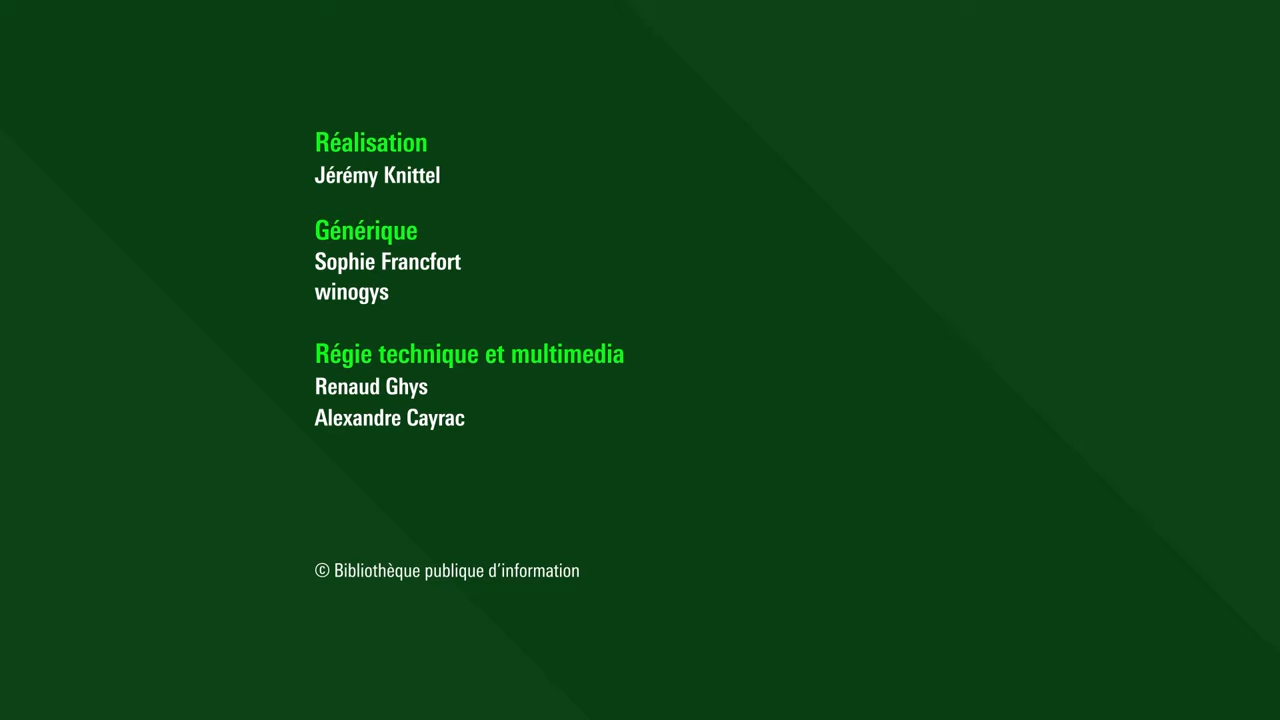 Réalisation
Jérémy Knittel
Générique
Sophie Francfort
winogys
Régie technique et multimedia
Renaud Ghys
Alexandre Cayrac
© Bibliothèque publique d’information